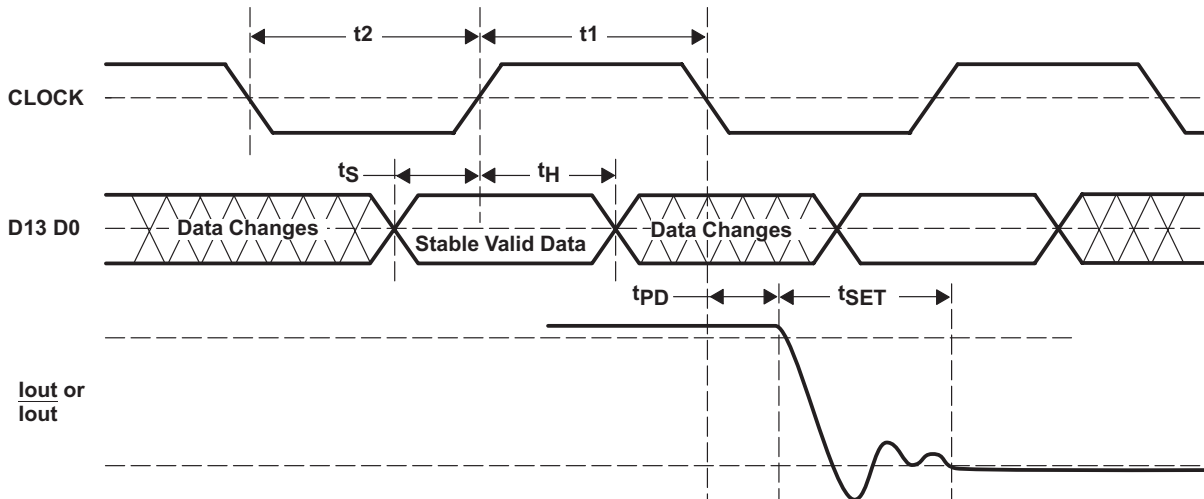 t2
t1
CLOCK
tS
tH
D13 D0
Data Changes
Stable Valid Data
Data Changes
tPD
tSET
Iout or
Iout